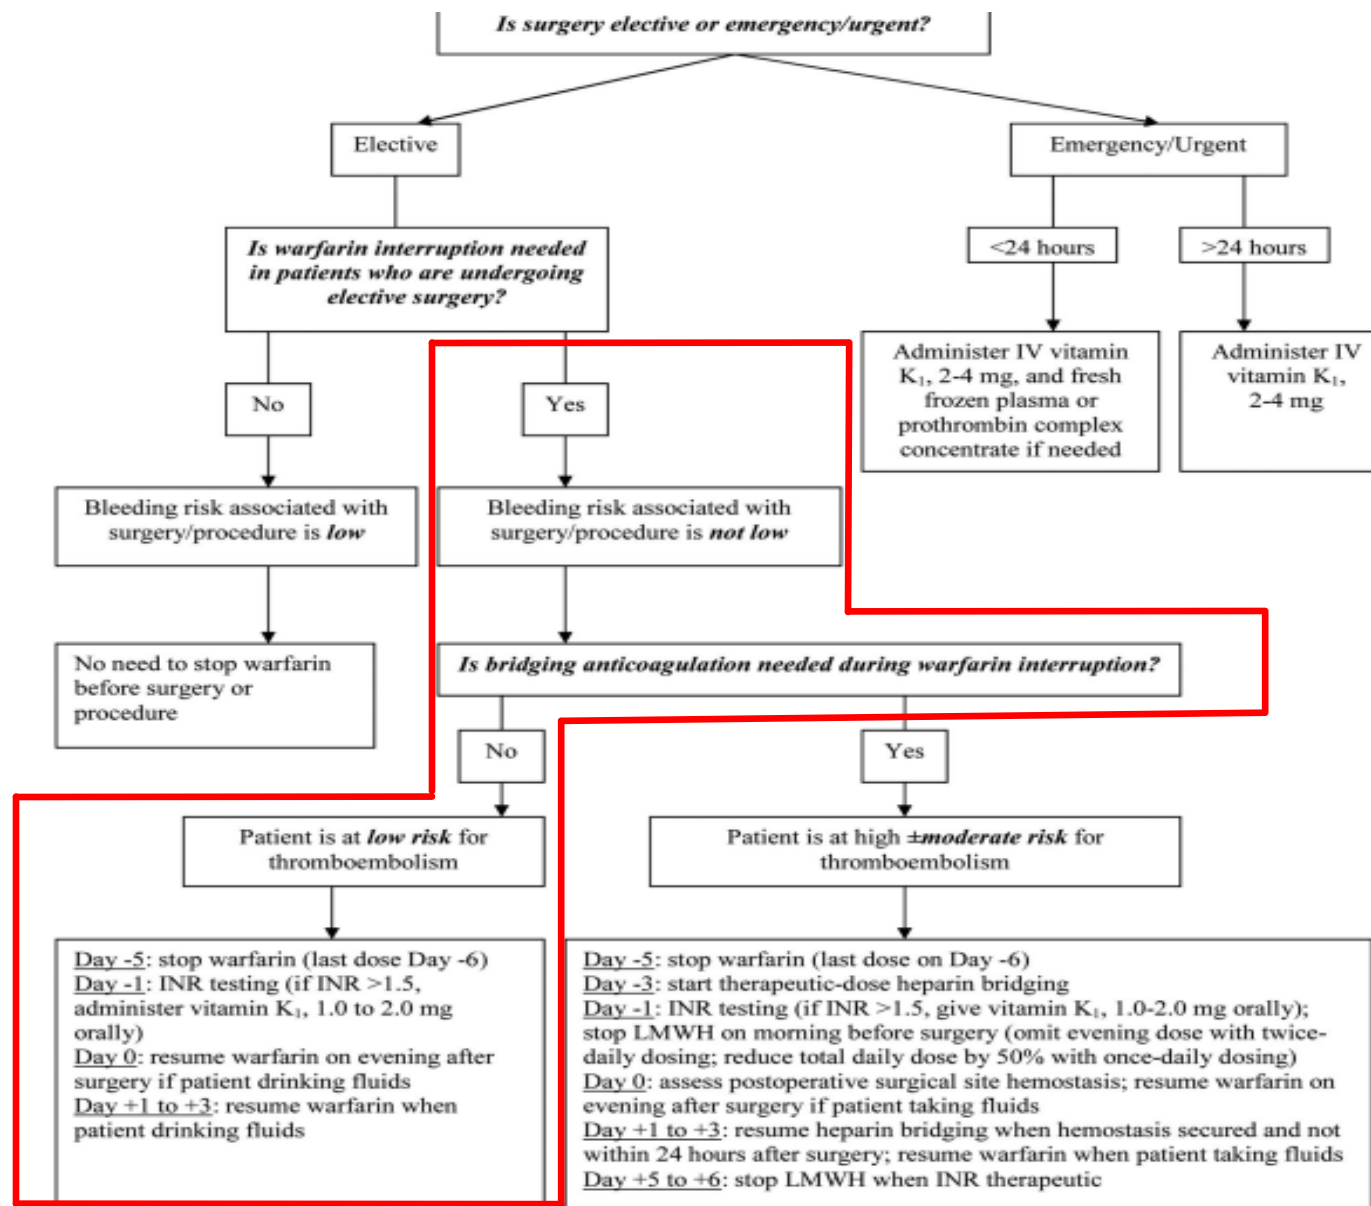 Is surgery elective or emergency/urgent?
Elective
Emergency/Urgent
Is warfarin interruption needed
in patients who are undergoing
elective surgery?
<24 hours
>24 hours
Administer IV vitamin
K₁, 2-4 mg, and fresh
frozen plasma or
prothrombin complex
concentrate if needed
Administer IV
vitamin K₁,
2-4 mg
No
Yes
Bleeding risk associated with
surgery/procedure is low
Bleeding risk associated with
surgery/procedure is not low
No need to stop warfarin
before surgery or
procedure
Is bridging anticoagulation needed during warfarin interruption?
No
Yes
Patient is at low risk for
thromboembolism
Patient is at high ±moderate risk for
thromboembolism
Day -5: stop warfarin (last dose Day -6)
Day -1: INR testing (if INR >1.5,
administer vitamin K₁, 1.0 to 2.0 mg
orally)
Day 0: resume warfarin on evening after
surgery if patient drinking fluids
Day +1 to +3: resume warfarin when
patient drinking fluids
Day -5: stop warfarin (last dose on Day -6)
Day -3: start therapeutic-dose heparin bridging
Day -1: INR testing (if INR >1.5, give vitamin K₁, 1.0-2.0 mg orally);
stop LMWH on morning before surgery (omit evening dose with twice-
daily dosing; reduce total daily dose by 50% with once-daily dosing)
Day 0: assess postoperative surgical site hemostasis; resume warfarin on
evening after surgery if patient taking fluids
Day +1 to +3: resume heparin bridging when hemostasis secured and not
within 24 hours after surgery; resume warfarin when patient taking fluids
Day +5 to +6: stop LMWH when INR therapeutic